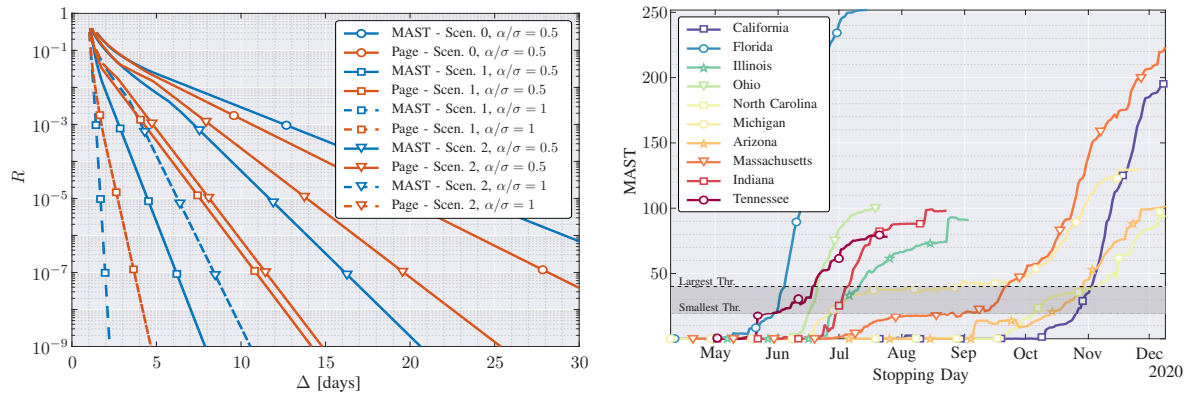 1
10⁻¹
10⁻³
10⁻⁵
10⁻⁷
10⁻⁹
R
0
5
10
15
20
25
30
Δ [days]
MAST - Scen. 0, α/σ = 0.5
Page - Scen. 0, α/σ = 0.5
MAST - Scen. 1, α/σ = 0.5
Page - Scen. 1, α/σ = 0.5
MAST - Scen. 1, α/σ = 1
Page - Scen. 1, α/σ = 1
MAST - Scen. 2, α/σ = 0.5
Page - Scen. 2, α/σ = 0.5
MAST - Scen. 2, α/σ = 1
Page - Scen. 2, α/σ = 1
250
200
150
100
50
0
MAST
California
Florida
Illinois
Ohio
North Carolina
Michigan
Arizona
Massachusetts
Indiana
Tennessee
Largest Thr.
Smallest Thr.
May
Jun
Jul
Aug
Sep
Oct
Nov
Dec
2020
Stopping Day